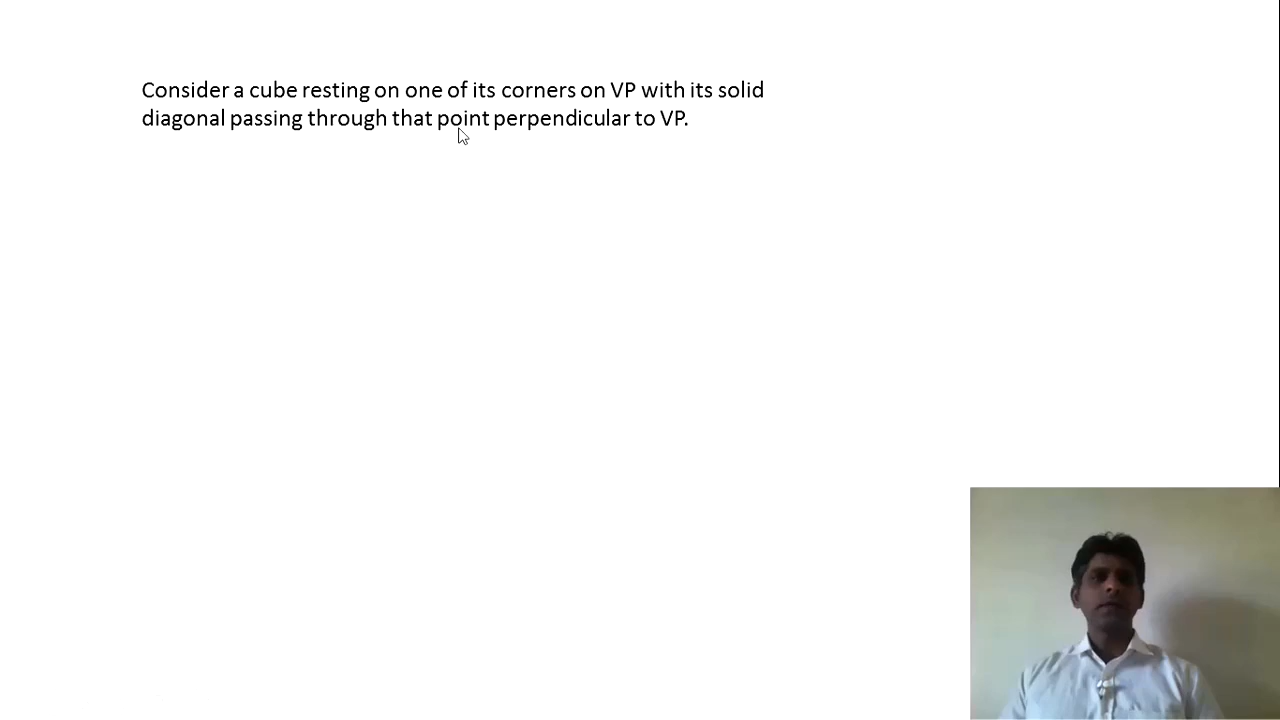 Consider a cube resting on one of its corners on VP with its solid
diagonal passing through that point perpendicular to VP.